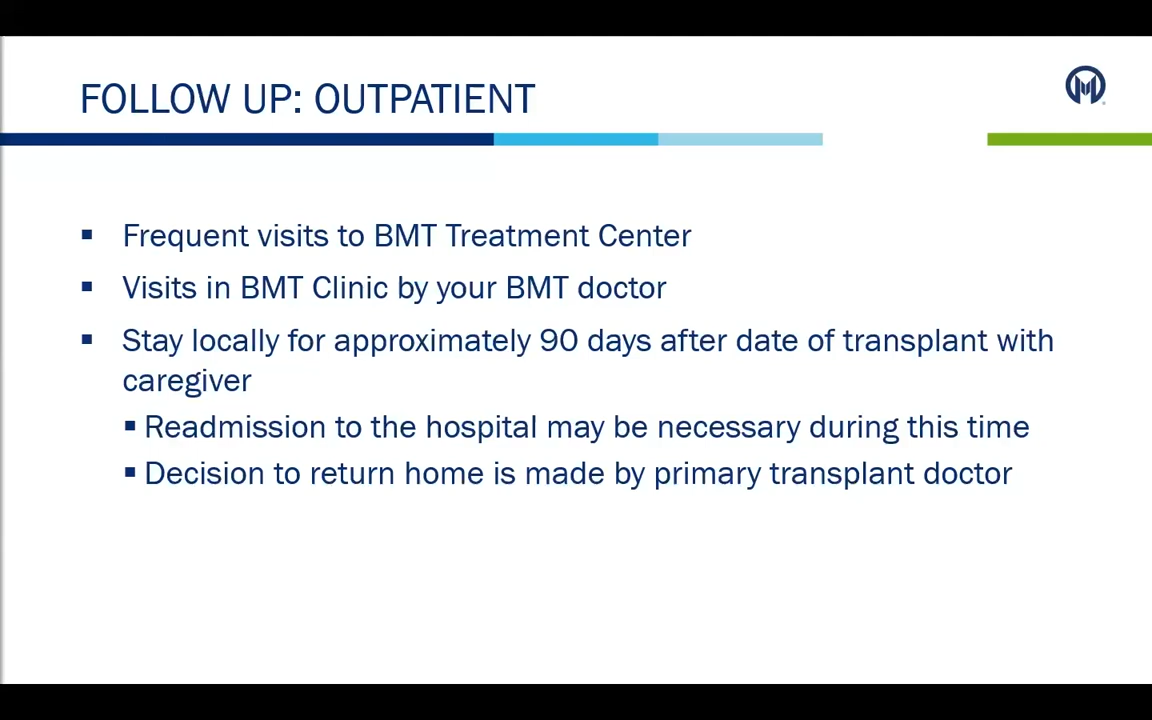 FOLLOW UP: OUTPATIENT
▪ Frequent visits to BMT Treatment Center
▪ Visits in BMT Clinic by your BMT doctor
▪ Stay locally for approximately 90 days after date of transplant with
caregiver
▪ Readmission to the hospital may be necessary during this time
▪ Decision to return home is made by primary transplant doctor